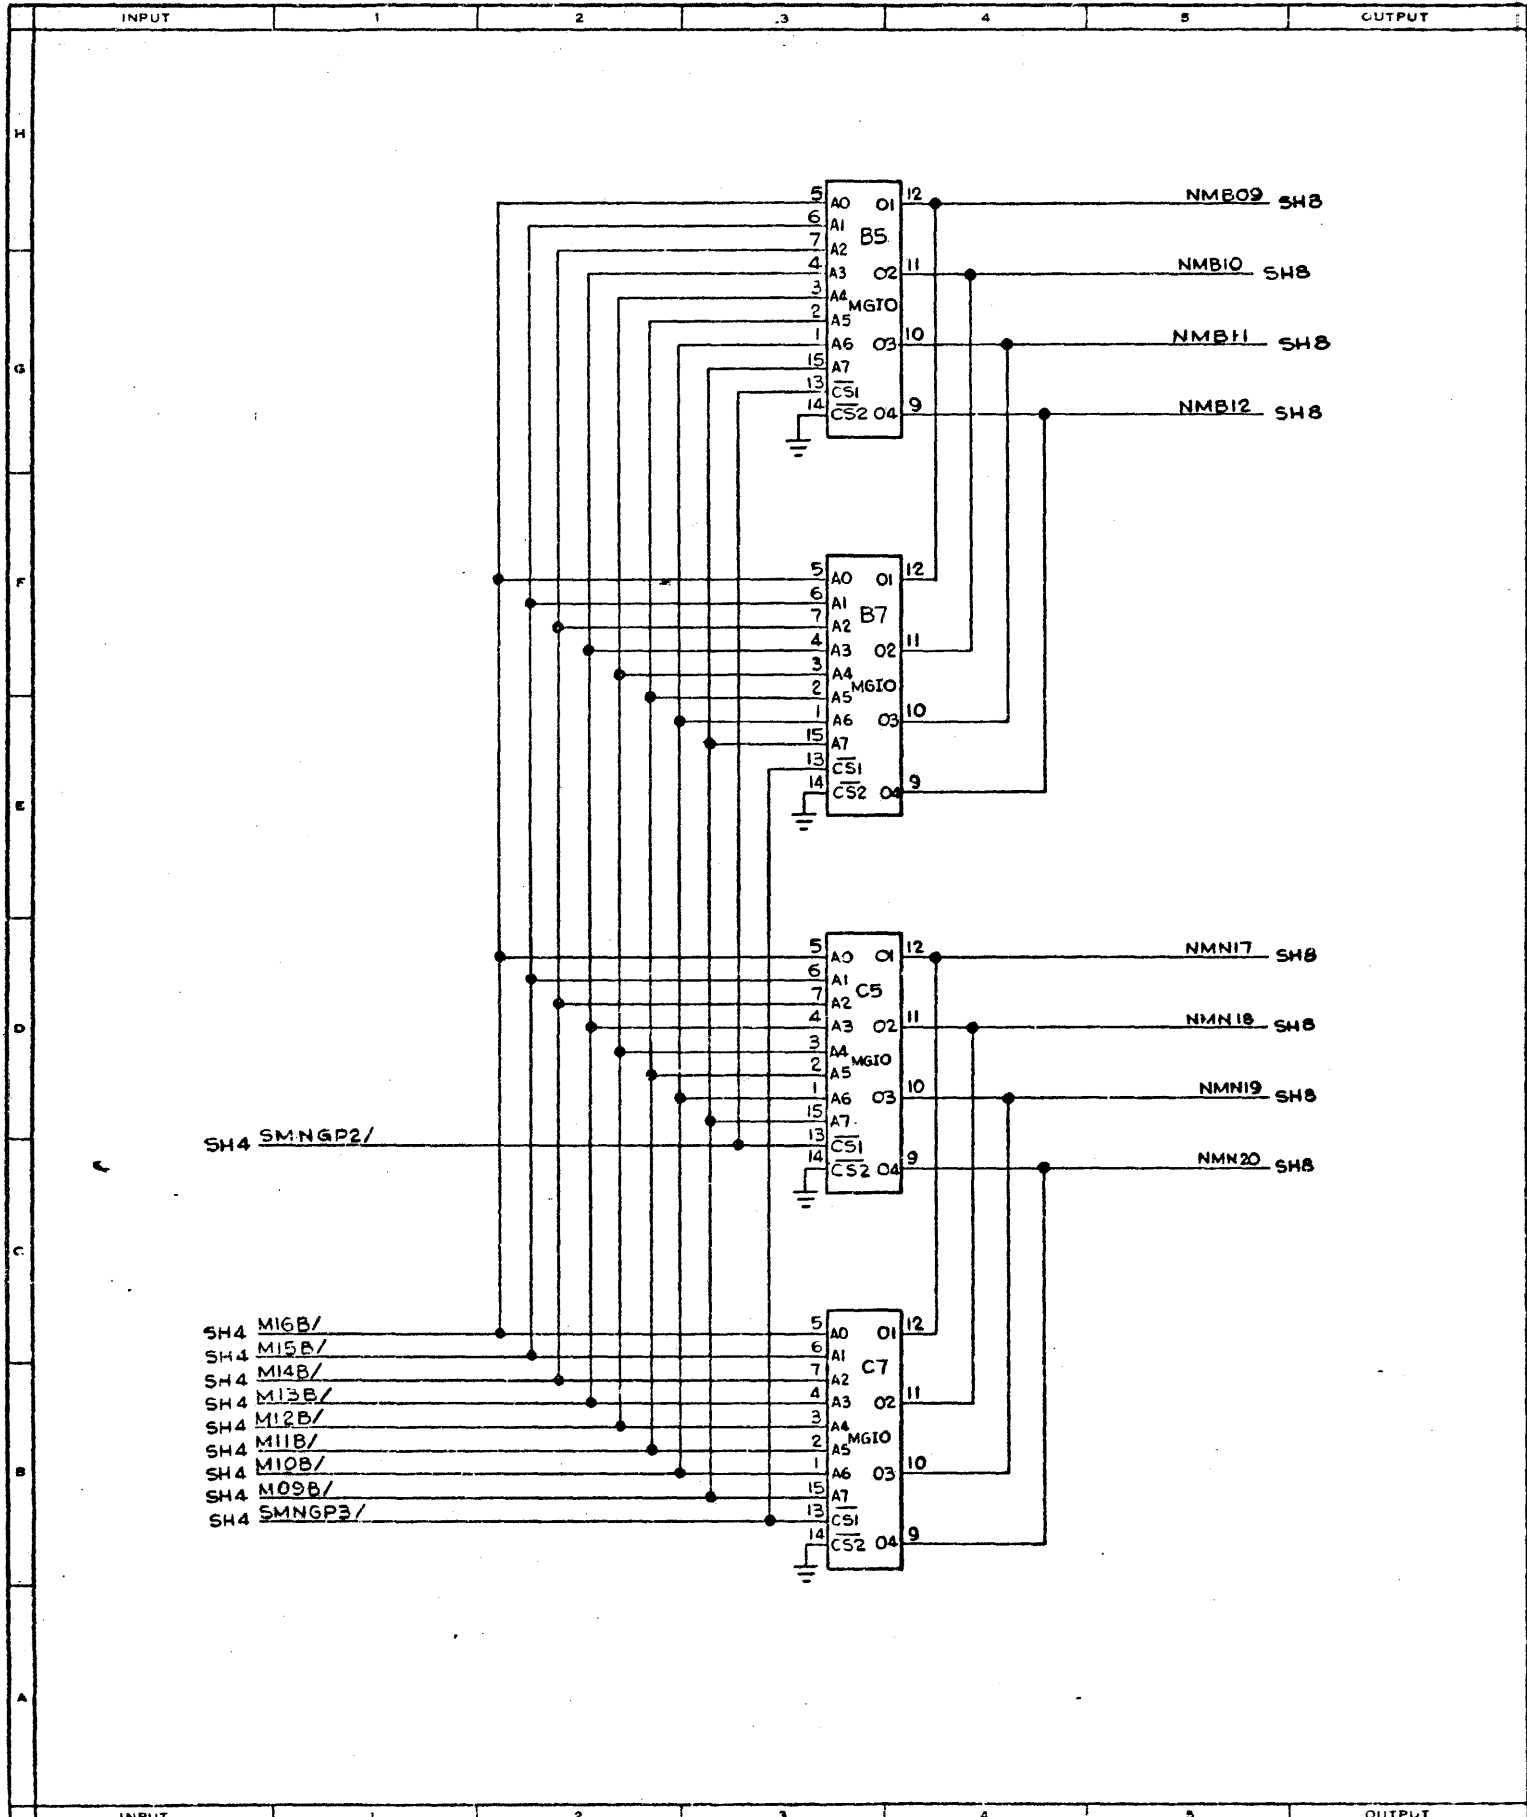 INPUT 1 2 .3 4 5 OUTPUT
H
5 A0 O1 12 NMB09 SH8
6 A1
B5
7 A2
4 A3 O2 11 NMB10 SH8
3 A4 MGIO
2 A5
1 A6 O3 10 NMB11 SH8
G
15 A7
13 CS1
14 CS2 O4 9 NMB12 SH8
F
5 A0 O1 12
6 A1
B7
7 A2
4 A3 O2 11
3 A4 MGIO
2 A5
1 A6 O3 10
15 A7
13 CS1
14 CS2 O4 9
E
5 A0 O1 12 NMN17 SH8
6 A1
C5
7 A2
D
4 A3 O2 11 NMN18 SH8
3 A4 MGIO
2 A5
1 A6 O3 10 NMN19 SH8
15 A7
SH4 SMNGP2/ 13 CS1
14 CS2 O4 9 NMN20 SH8
C
SH4 M16B/ 5 A0 O1 12
SH4 M15B/ 6 A1
C7
SH4 M14B/ 7 A2
SH4 M13B/ 4 A3 O2 11
SH4 M12B/ 3 A4 MGIO
SH4 M11B/ 2 A5
B
SH4 M10B/ 1 A6 O3 10
SH4 M09B/ 15 A7
SH4 SMNGP3/ 13 CS1
14 CS2 O4 9
A
INPUT 1 2 3 4 5 OUTPUT